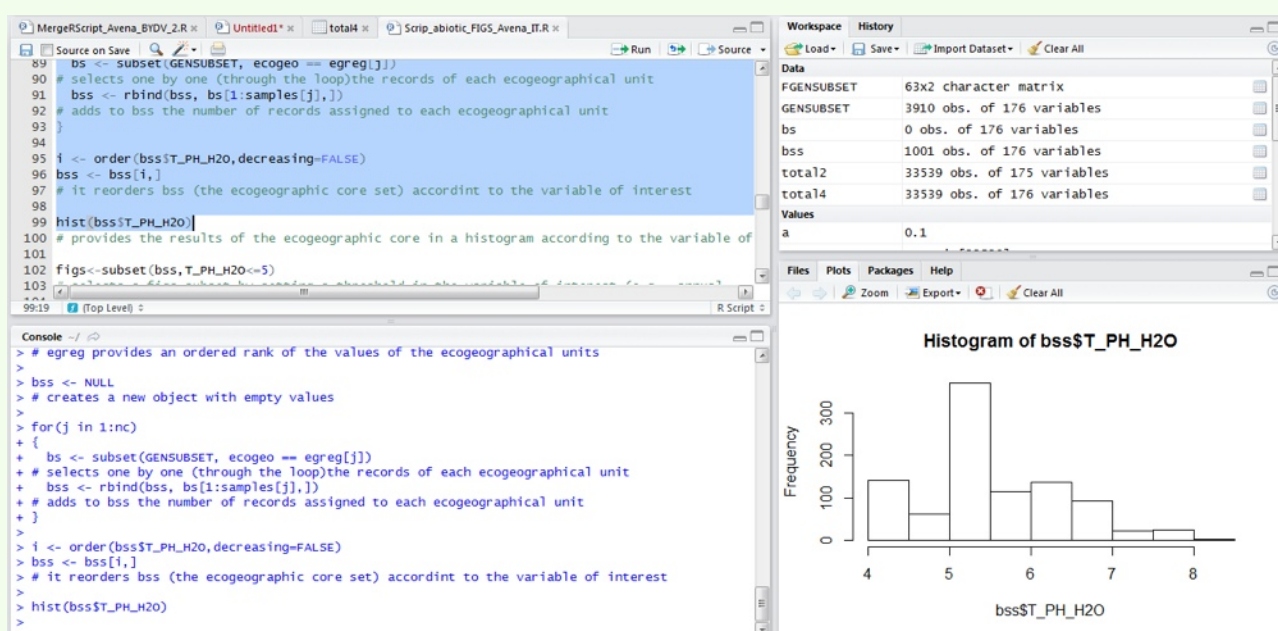 MergeRScript_Avena_BYDV_2.R × Untitled1* × total4 × Scrip_abiotic_FIGS_Avena_IT.R ×
Source on Save Run Source
89 bs <- subset(GENSUBSET, ecogeo == egreg[j])
90 # selects one by one (through the loop)the records of each ecogeographical unit
91 bss <- rbind(bss, bs[1:samples[j],])
92 # adds to bss the number of records assigned to each ecogeographical unit
93 }
94
95 i <- order(bss$T_PH_H2O,decreasing=FALSE)
96 bss <- bss[i,]
97 # it reorders bss (the ecogeographic core set) accordint to the variable of interest
98
99 hist(bss$T_PH_H2O)
100 # provides the results of the ecogeographic core in a histogram according to the variable of
101
102 figs<-subset(bss,T_PH_H2O<=5)
103
99:19 (Top Level) R Script
Console ~/
> # egreg provides an ordered rank of the values of the ecogeographical units
>
> bss <- NULL
> # creates a new object with empty values
>
> for(j in 1:nc)
+ {
+ bs <- subset(GENSUBSET, ecogeo == egreg[j])
+ # selects one by one (through the loop)the records of each ecogeographical unit
+ bss <- rbind(bss, bs[1:samples[j],])
+ # adds to bss the number of records assigned to each ecogeographical unit
+ }
>
> i <- order(bss$T_PH_H2O,decreasing=FALSE)
> bss <- bss[i,]
> # it reorders bss (the ecogeographic core set) accordint to the variable of interest
>
> hist(bss$T_PH_H2O)
>
Workspace History
Load Save Import Dataset Clear All
Data
FGENSUBSET 63x2 character matrix
GENSUBSET 3910 obs. of 176 variables
bs 0 obs. of 176 variables
bss 1001 obs. of 176 variables
total2 33539 obs. of 175 variables
total4 33539 obs. of 176 variables
Values
a 0.1
Files Plots Packages Help
Zoom Export Clear All
Histogram of bss$T_PH_H2O
Frequency
300
200
100
0
4 5 6 7 8
bss$T_PH_H2O